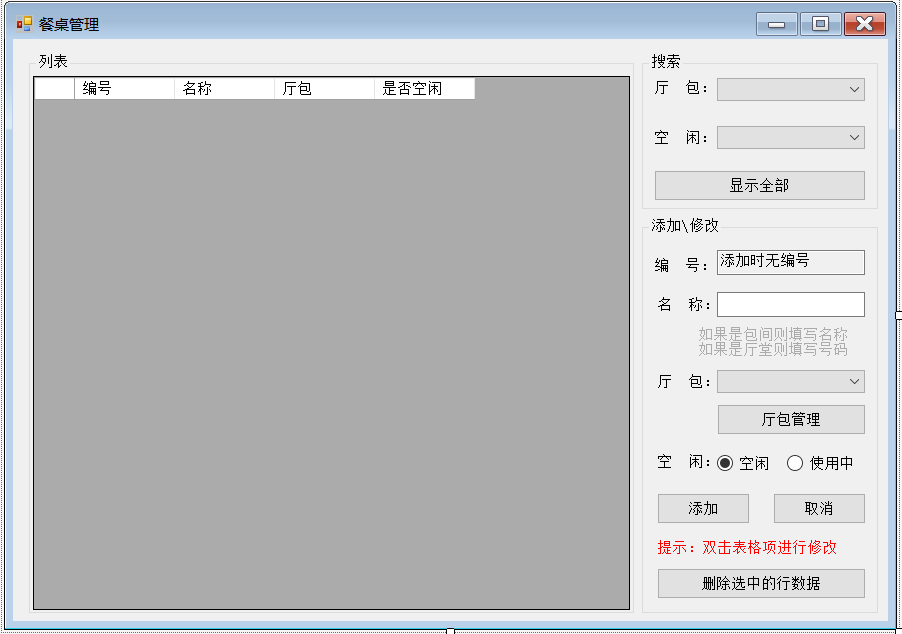 餐桌管理
列表
编号 名称 厅包 是否空闲
搜索
厅 包：
空 闲：
显示全部
添加\修改
编 号： 添加时无编号
名 称：
如果是包间则填写名称
如果是厅堂则填写号码
厅 包：
厅包管理
空 闲： 空闲 使用中
添加 取消
提示：双击表格项进行修改
删除选中的行数据